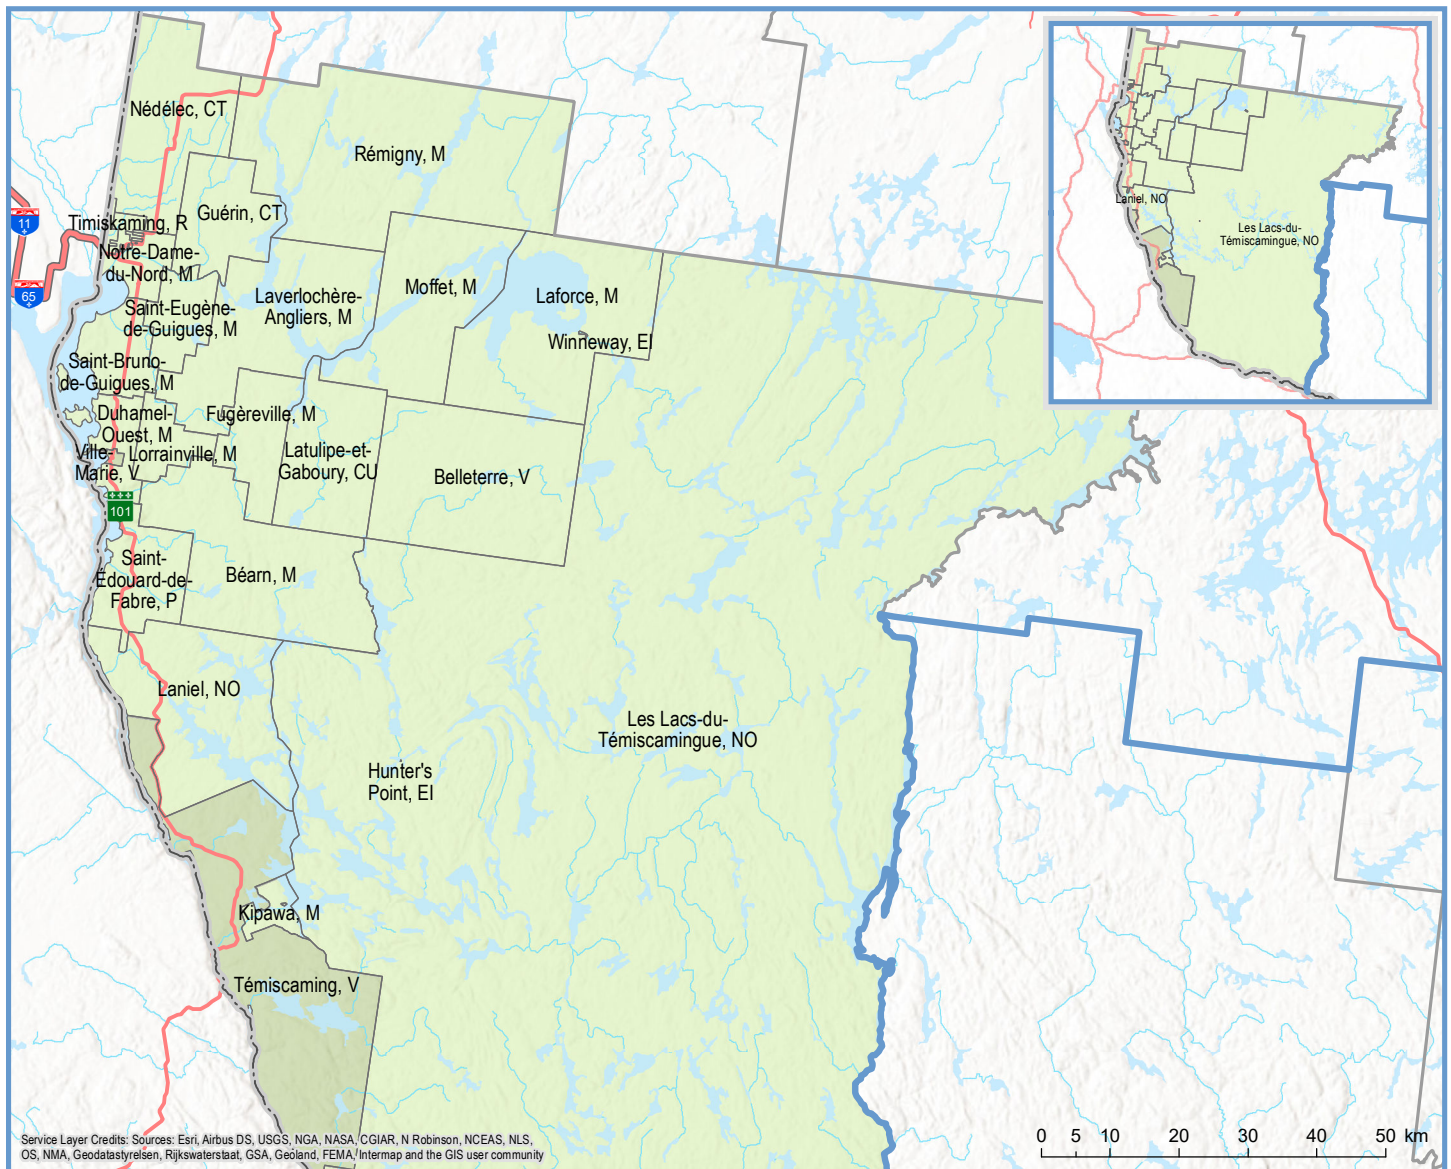 Nédélec, CT
Rémigny, M
Guérin, CT
Timiskaming, R
Notre-Dame-
du-Nord, M
11
65
Saint-Eugène-
de-Guigues, M
Laverlochère-
Angliers, M
Moffet, M
Laforce, M
Winneway, EI
Saint-Bruno-
de-Guigues, M
Duhamel-
Ouest, M
Fugèreville, M
Ville-
Marie, V
Lorrainville, M
Latulipe-et-
Gaboury, CU
Belleterre, V
101
Saint-
Édouard-de-
Fabre, P
Béarn, M
Laniel, NO
Les Lacs-du-
Témiscamingue, NO
Hunter's
Point, EI
Kipawa, M
Témiscaming, V
Laniel, NO
Les Lacs-du-
Témiscamingue, NO
0 5 10 20 30 40 50 km
Service Layer Credits: Sources: Esri, Airbus DS, USGS, NGA, NASA, CGIAR, N Robinson, NCEAS, NLS,
OS, NMA, Geodatastyrelsen, Rijkswaterstaat, GSA, Geoland, FEMA, Intermap and the GIS user community